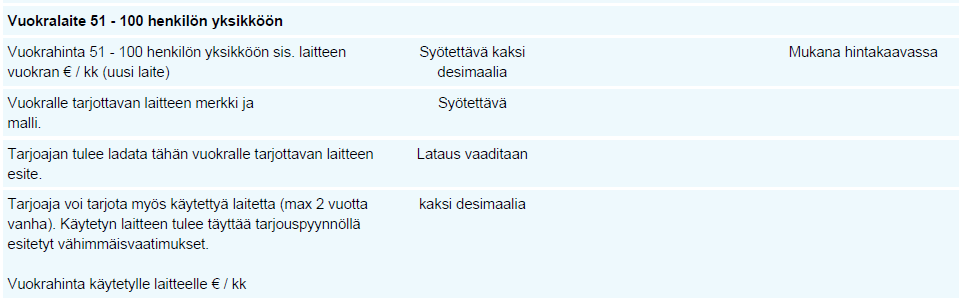 Vuokralaite 51 - 100 henkilön yksikköön
Vuokrahinta 51 - 100 henkilön yksikköön sis. laitteen
vuokran € / kk (uusi laite)
Syötettävä kaksi
desimaalia
Mukana hintakaavassa
Vuokralle tarjottavan laitteen merkki ja
malli.
Syötettävä
Tarjoajan tulee ladata tähän vuokralle tarjottavan laitteen
esite.
Lataus vaaditaan
Tarjoaja voi tarjota myös käytettyä laitetta (max 2 vuotta
vanha). Käytetyn laitteen tulee täyttää tarjouspyynnöllä
esitetyt vähimmäisvaatimukset.
kaksi desimaalia
Vuokrahinta käytetylle laitteelle € / kk